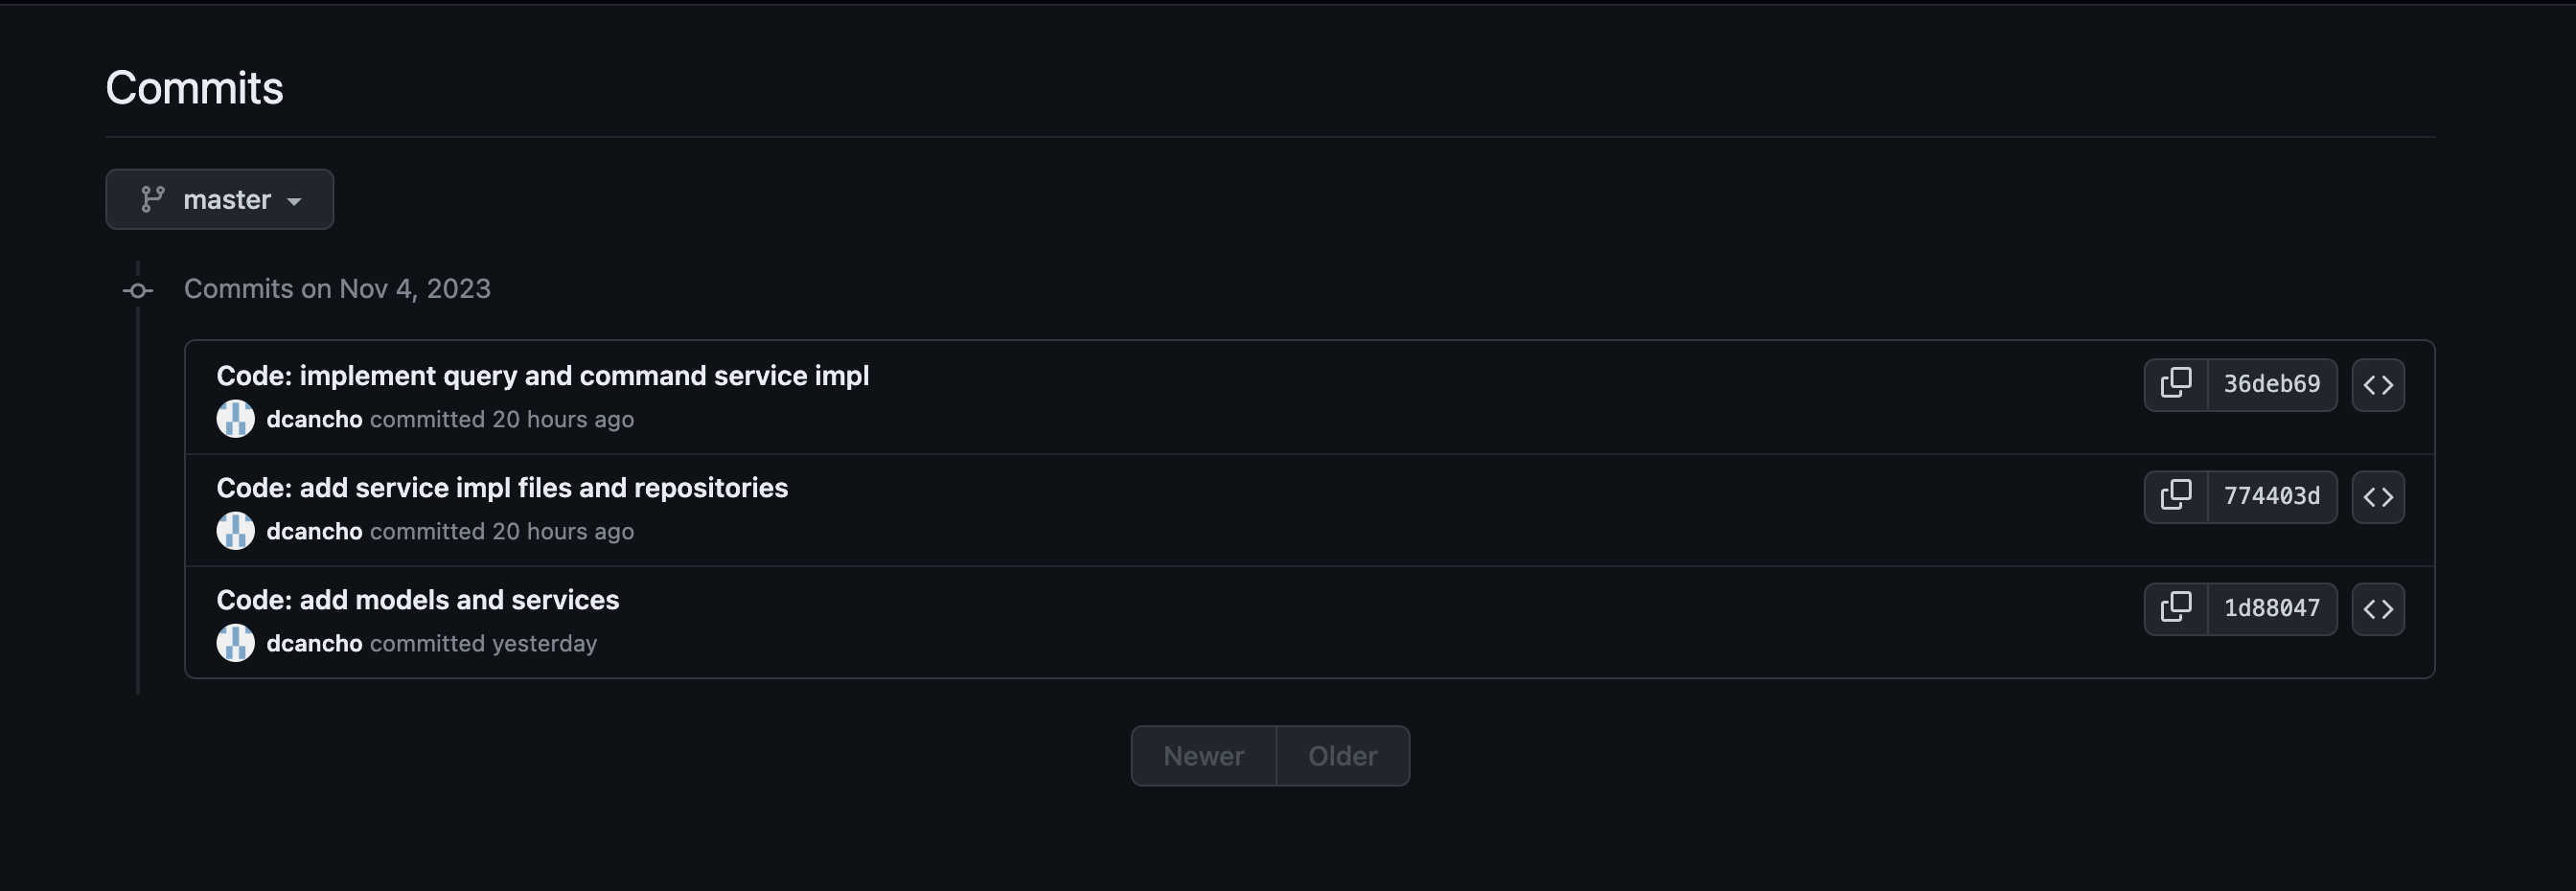 Commits
master
Commits on Nov 4, 2023
Code: implement query and command service impl
36deb69
dcancho committed 20 hours ago
Code: add service impl files and repositories
774403d
dcancho committed 20 hours ago
Code: add models and services
1d88047
dcancho committed yesterday
Newer Older